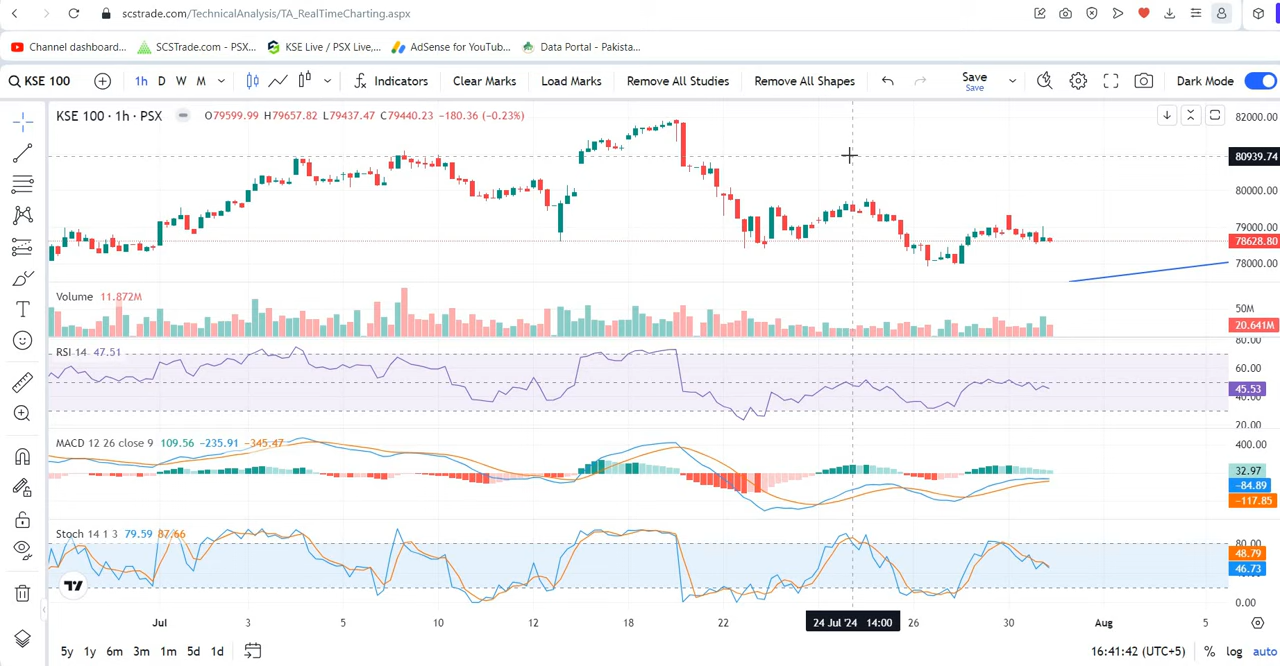 scstrade.com/TechnicalAnalysis/TA_RealTimeCharting.aspx
Channel dashboard... SCSTrade.com - PSX... KSE Live / PSX Live,... AdSense for YouTub... Data Portal - Pakista...
KSE 100 1h D W M Indicators Clear Marks Load Marks Remove All Studies Remove All Shapes Save Dark Mode
Save
KSE 100 · 1h · PSX O79599.99 H79657.82 L79437.47 C79440.23 −180.36 (−0.23%)
82000.00
80939.74
80000.00
79000.00
78628.80
78000.00
Volume 11.872M
50M
20.641M
80.00
RSI 14 47.51
60.00
45.53
40.00
20.00
MACD 12 26 close 9 109.56 −235.91 −345.47
400.00
32.97
−84.89
−117.85
Stoch 14 1 3 79.59 87.66
80.00
48.79
46.73
0.00
Jul 3 5 8 10 12 18 22 24 Jul '24 14:00 26 30 Aug 5
5y 1y 6m 3m 1m 5d 1d 16:41:42 (UTC+5) % log auto